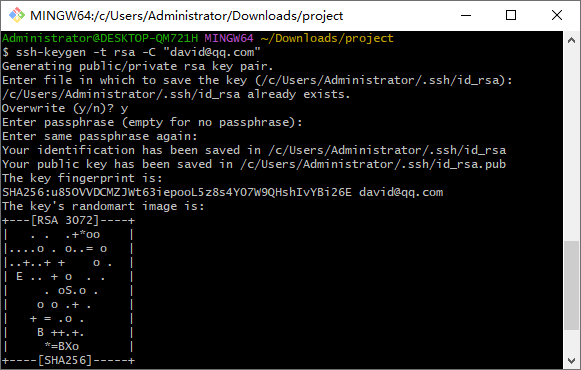 MINGW64:/c/Users/Administrator/Downloads/project
Administrator@DESKTOP-QM721H MINGW64 ~/Downloads/project
$ ssh-keygen -t rsa -C "david@qq.com"
Generating public/private rsa key pair.
Enter file in which to save the key (/c/Users/Administrator/.ssh/id_rsa):
/c/Users/Administrator/.ssh/id_rsa already exists.
Overwrite (y/n)? y
Enter passphrase (empty for no passphrase):
Enter same passphrase again:
Your identification has been saved in /c/Users/Administrator/.ssh/id_rsa
Your public key has been saved in /c/Users/Administrator/.ssh/id_rsa.pub
The key fingerprint is:
SHA256:u85OVVDCMZJWt63iepooL5z8s4YO7W9QHshIvYBi26E david@qq.com
The key's randomart image is:
+---[RSA 3072]----+
|   . .  .+*oo    |
|....o . o..= o   |
|..+..+ +    o .  |
| E .. + o  . .   |
|     . oS.o .    |
|    o o .+ .     |
|   + = .o .      |
|    B ++.+.      |
|     *=BXo       |
+----[SHA256]-----+